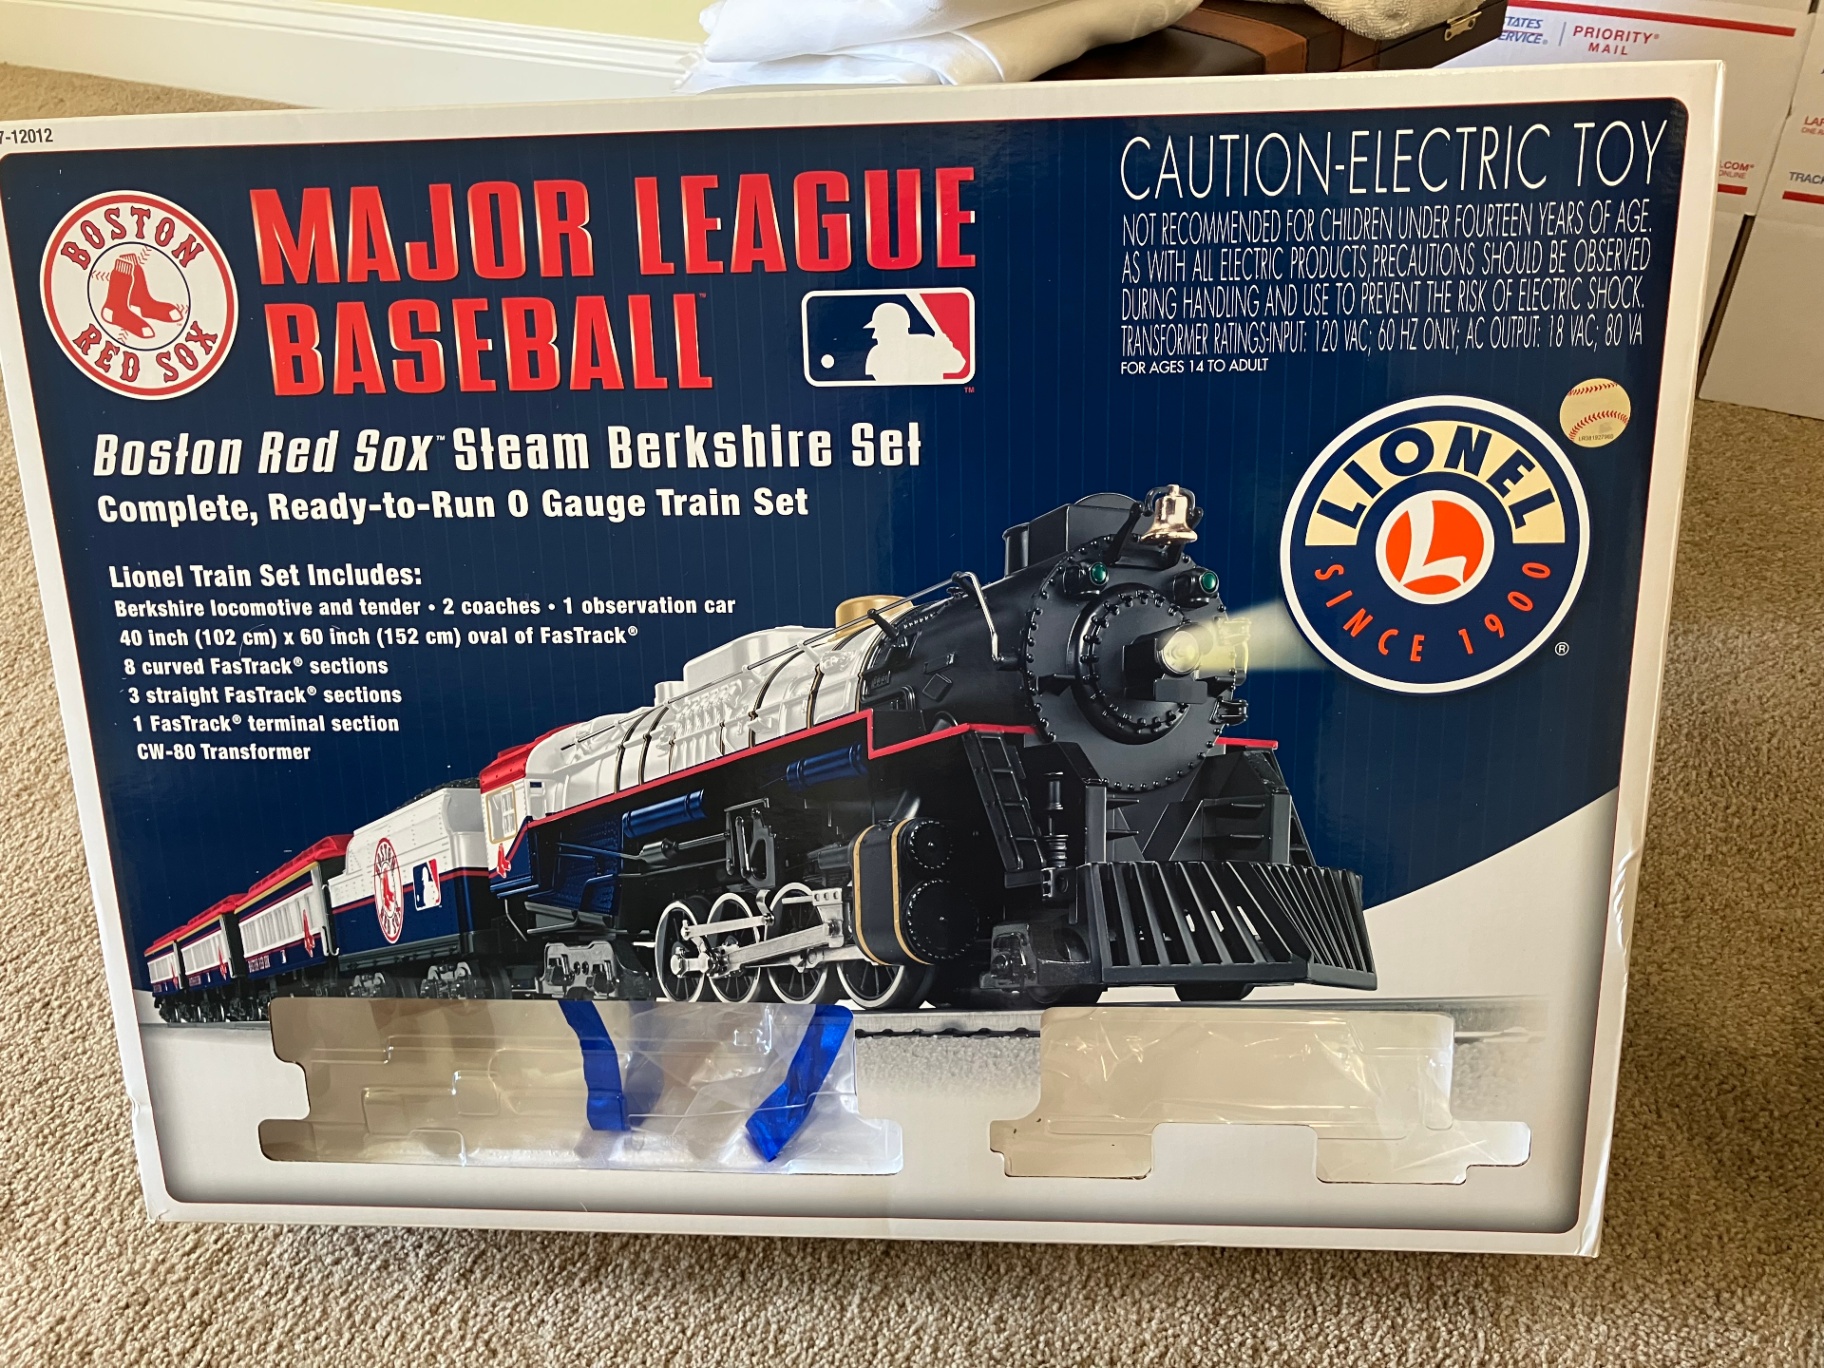 TATES
ERVICE®
PRIORITY®
MAIL
7-12012
BOSTON
RED SOX
MAJOR LEAGUE
BASEBALL™
™
CAUTION-ELECTRIC TOY
NOT RECOMMENDED FOR CHILDREN UNDER FOURTEEN YEARS OF AGE.
AS WITH ALL ELECTRIC PRODUCTS, PRECAUTIONS SHOULD BE OBSERVED
DURING HANDLING AND USE TO PREVENT THE RISK OF ELECTRIC SHOCK.
TRANSFORMER RATINGS-INPUT: 120 VAC; 60 HZ ONLY; AC OUTPUT: 18 VAC; 80 VA
FOR AGES 14 TO ADULT
.COM®
TRACK
Boston Red Sox™ Steam Berkshire Set
Complete, Ready-to-Run O Gauge Train Set
Lionel Train Set Includes:
Berkshire locomotive and tender • 2 coaches • 1 observation car
40 inch (102 cm) x 60 inch (152 cm) oval of FasTrack®
8 curved FasTrack® sections
3 straight FasTrack® sections
1 FasTrack® terminal section
CW-80 Transformer
LIONEL
L
SINCE 1900
®